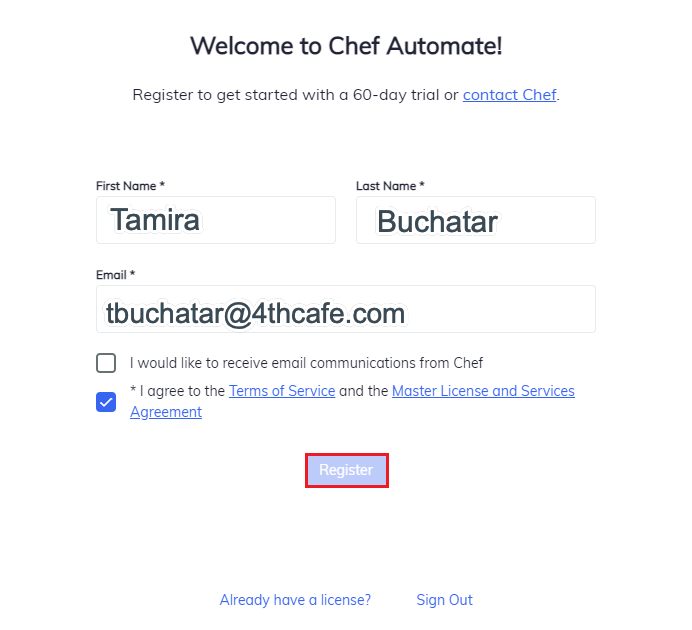 Welcome to Chef Automate!
Register to get started with a 60-day trial or contact Chef.
First Name *
Last Name *
Tamira
Buchatar
Email *
tbuchatar@4thcafe.com
I would like to receive email communications from Chef
* I agree to the Terms of Service and the Master License and Services
Agreement
Register
Already have a license?
Sign Out